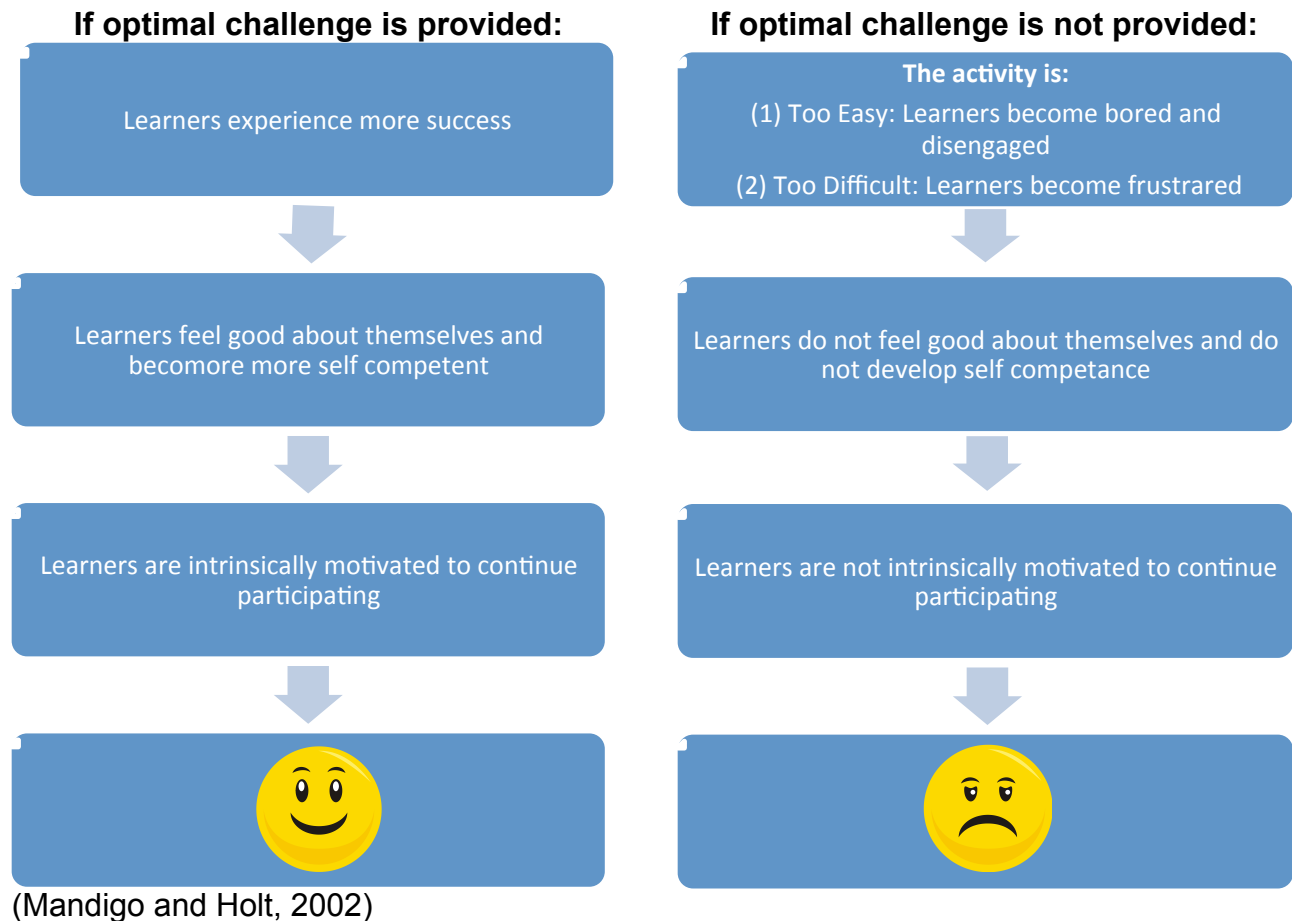 If optimal challenge is provided:
Learners experience more success
Learners feel good about themselves and
becomore more self competent
Learners are intrinsically motivated to continue
participating
If optimal challenge is not provided:
The activity is:
(1) Too Easy: Learners become bored and
disengaged
(2) Too Difficult: Learners become frustrared
Learners do not feel good about themselves and do
not develop self competance
Learners are not intrinsically motivated to continue
participating
(Mandigo and Holt, 2002)